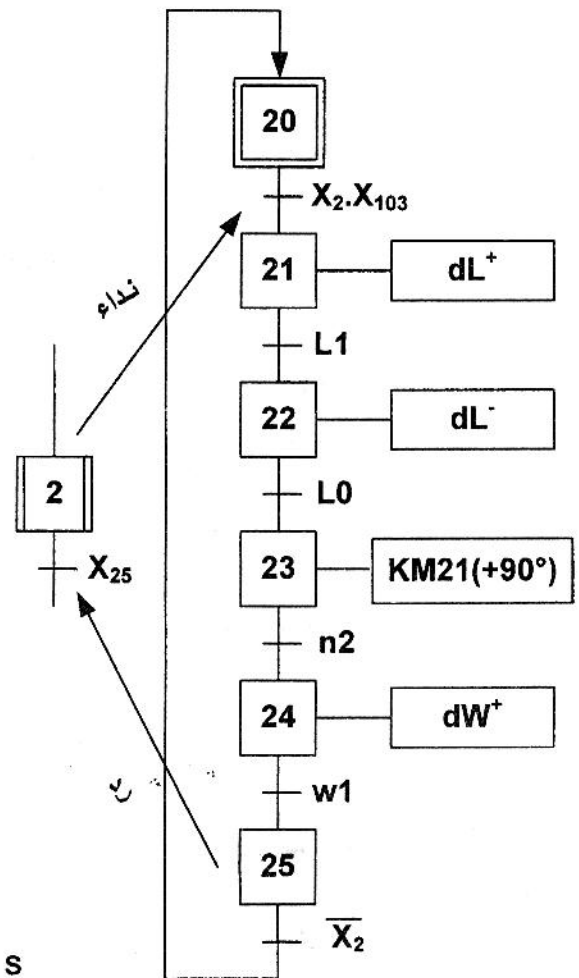 20
X₂.X₁₀₃
21 dL⁺
نداء
L1
22 dL⁻
2
L0
X₂₅
23 KM21(+90°)
n2
24 dW⁺
w1
25
X̅₂
S